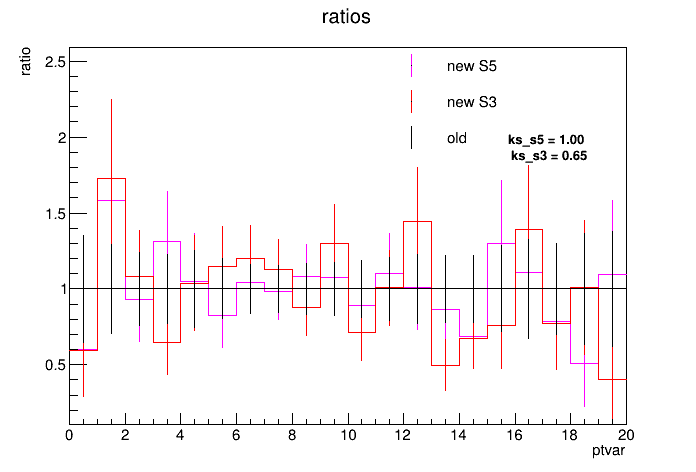 ratios
ratio
2.5
2
1.5
1
0.5
new S5
new S3
old
ks_s5 = 1.00
ks_s3 = 0.65
0 2 4 6 8 10 12 14 16 18 20
ptvar